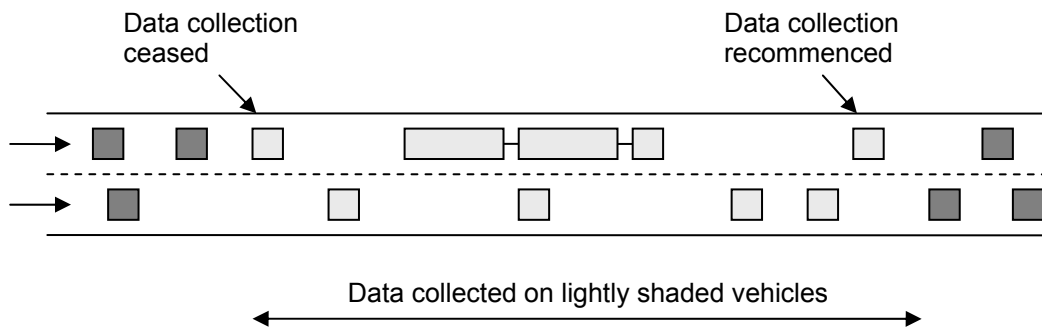 Data collection
ceased
Data collection
recommenced
Data collected on lightly shaded vehicles